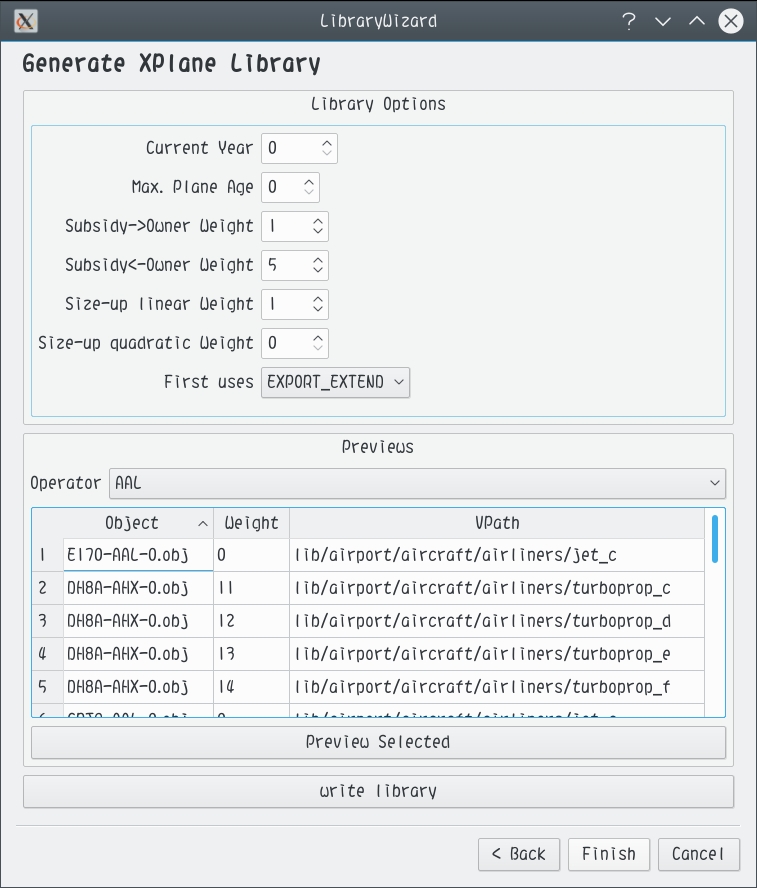 LibraryWizard
Generate XPlane Library
Library Options
Current Year 0
Max. Plane Age 0
Subsidy->Owner Weight 1
Subsidy<-Owner Weight 5
Size-up linear Weight 1
Size-up quadratic Weight 0
First uses EXPORT_EXTEND
Previews
Operator AAL
Object Weight VPath
1 E170-AAL-0.obj 0 lib/airport/aircraft/airliners/jet_c
2 DH8A-AHX-0.obj 11 lib/airport/aircraft/airliners/turboprop_c
3 DH8A-AHX-0.obj 12 lib/airport/aircraft/airliners/turboprop_d
4 DH8A-AHX-0.obj 13 lib/airport/aircraft/airliners/turboprop_e
5 DH8A-AHX-0.obj 14 lib/airport/aircraft/airliners/turboprop_f
Preview Selected
write library
< Back Finish Cancel